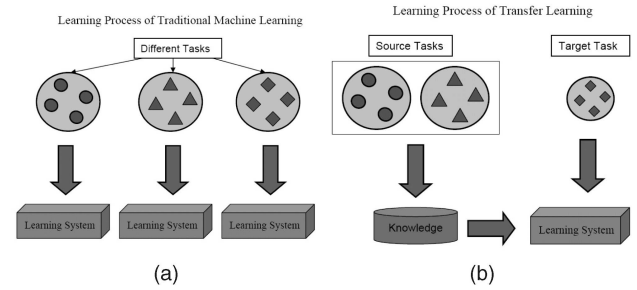 Learning Process of Traditional Machine Learning
Different Tasks
Learning System
Learning System
Learning System
(a)
Learning Process of Transfer Learning
Source Tasks
Target Task
Knowledge
Learning System
(b)